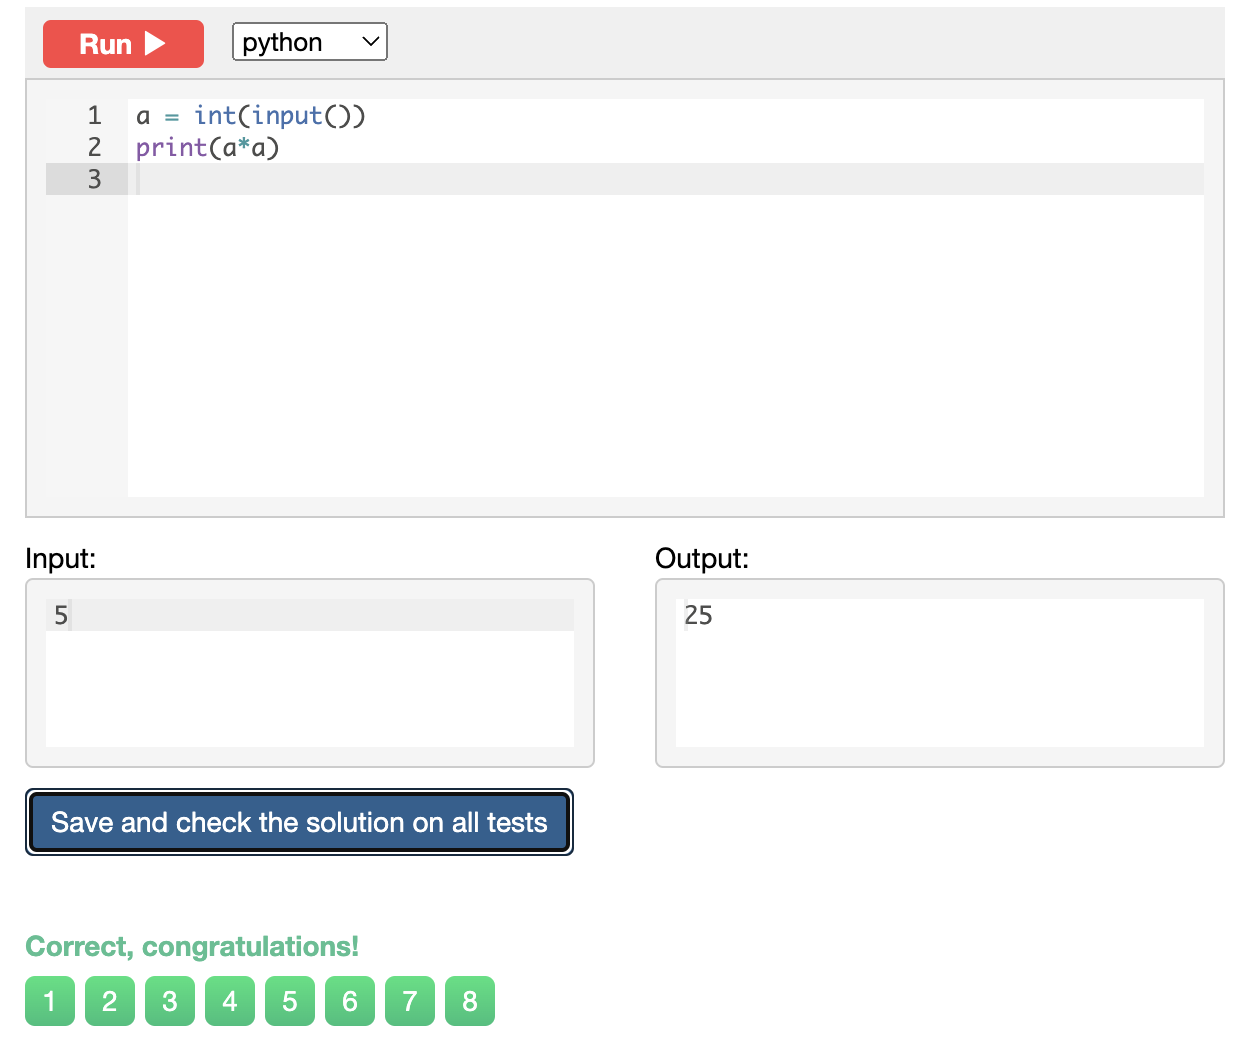 Run python
1 a = int(input())
2 print(a*a)
3
Input: Output:
5 25
Save and check the solution on all tests
Correct, congratulations!
1 2 3 4 5 6 7 8